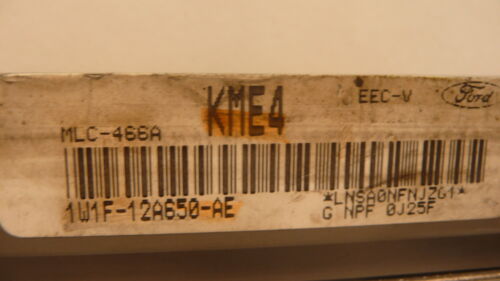 KME4
EEC-V
Ford
MLC-466A
1W1F-12A650-AE
*LNSA0NFNJZG1*
G NPF 0J25F